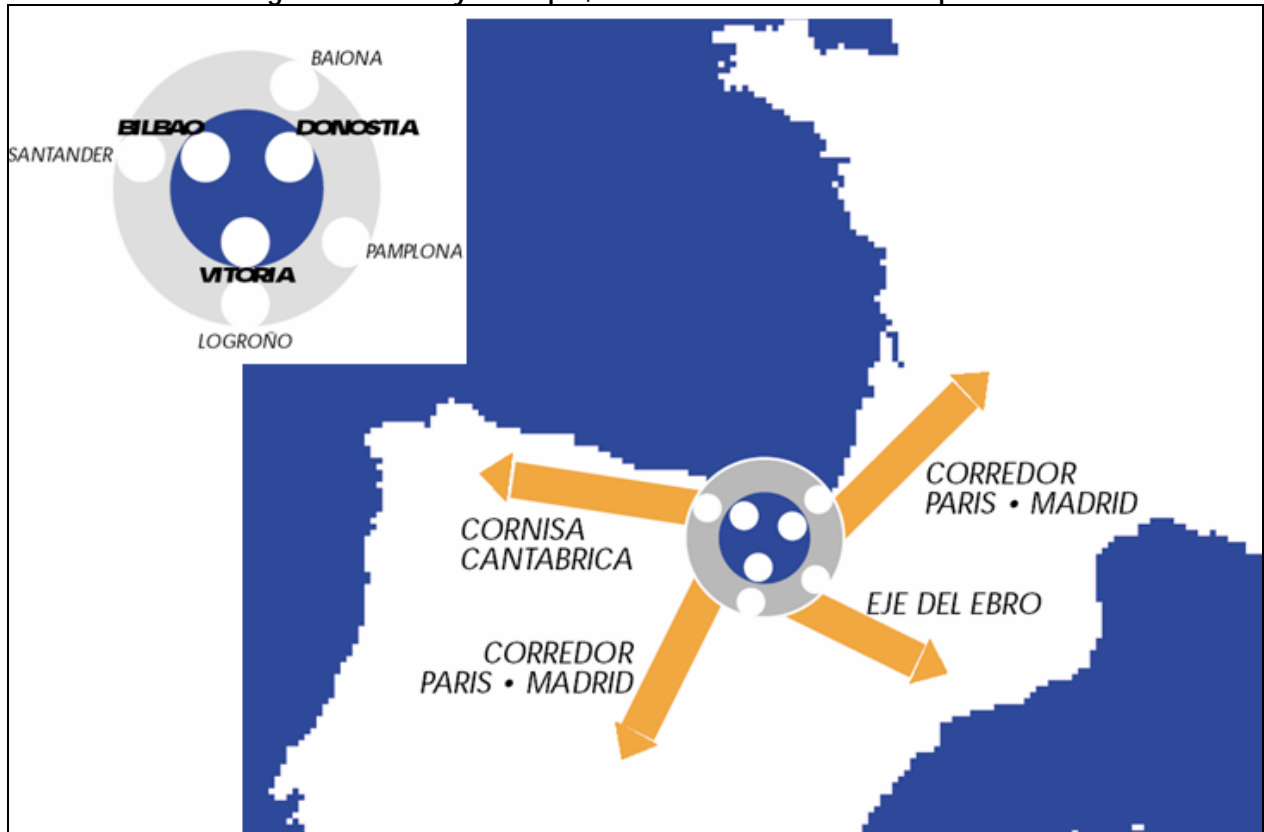 BAIONA
BILBAO
DONOSTIA
SANTANDER
PAMPLONA
VITORIA
LOGROÑO
CORREDOR
PARIS • MADRID
CORNISA
CANTABRICA
EJE DEL EBRO
CORREDOR
PARIS • MADRID